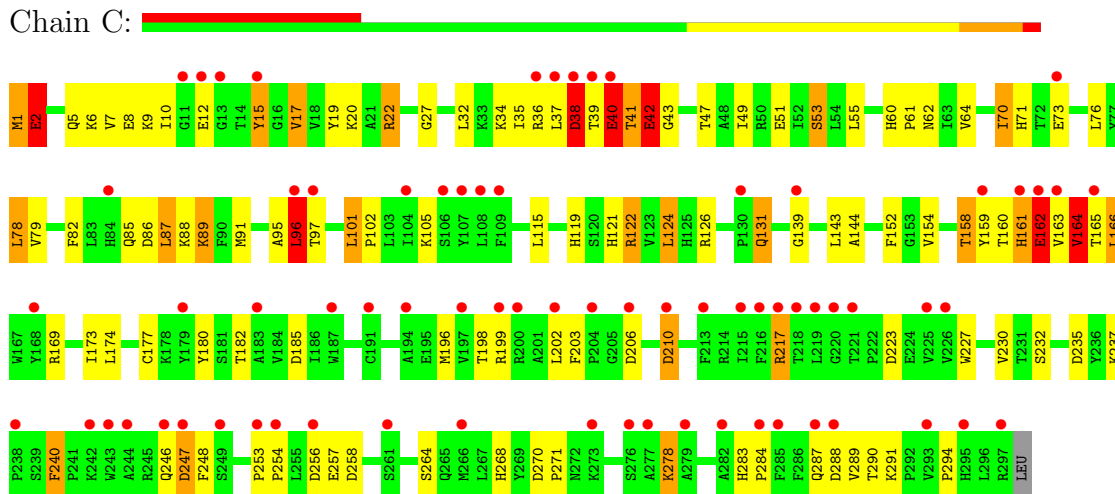 Chain C:
M1 E2 Q5 K6 V7 E8 K9 I10 G11 E12 G13 T14 Y15 G16 V17 V18 Y19 K20 A21 R22 G27 L32 K33 K34 I35 R36 L37 D38 T39 E40 T41 E42 G43 T47 A48 I49 R50 E51 I52 S53 L54 L55 H60 P61 N62 I63 V64 I70 H71 T72 E73 L76 Y77
L78 V79 F82 L83 H84 Q85 D86 L87 K88 K89 F90 M91 A95 L96 T97 L101 P102 L103 I104 K105 S106 Y107 L108 F109 L115 H119 S120 H121 R122 V123 L124 H125 R126 P130 Q131 G139 L143 A144 F152 G153 V154 T158 Y159 T160 H161 E162 V163 V164 T165 L166
W167 Y168 R169 I173 L174 C177 K178 Y179 Y180 S181 T182 A183 V184 D185 I186 W187 C191 A194 E195 M196 V197 T198 R199 R200 A201 L202 F203 P204 G205 D206 D210 F213 R214 I215 F216 R217 T218 L219 G220 T221 P222 D223 E224 V225 V226 W227 V230 T231 S232 D235 Y236 K237
P238 S239 F240 P241 K242 W243 A244 R245 Q246 D247 F248 S249 P253 P254 L255 D256 E257 D258 S261 S264 Q265 M266 L267 H268 Y269 D270 P271 N272 K273 S276 A277 K278 A279 A282 H283 P284 F285 F286 Q287 D288 V289 T290 K291 P292 V293 P294 H295 L296 R297 LEU